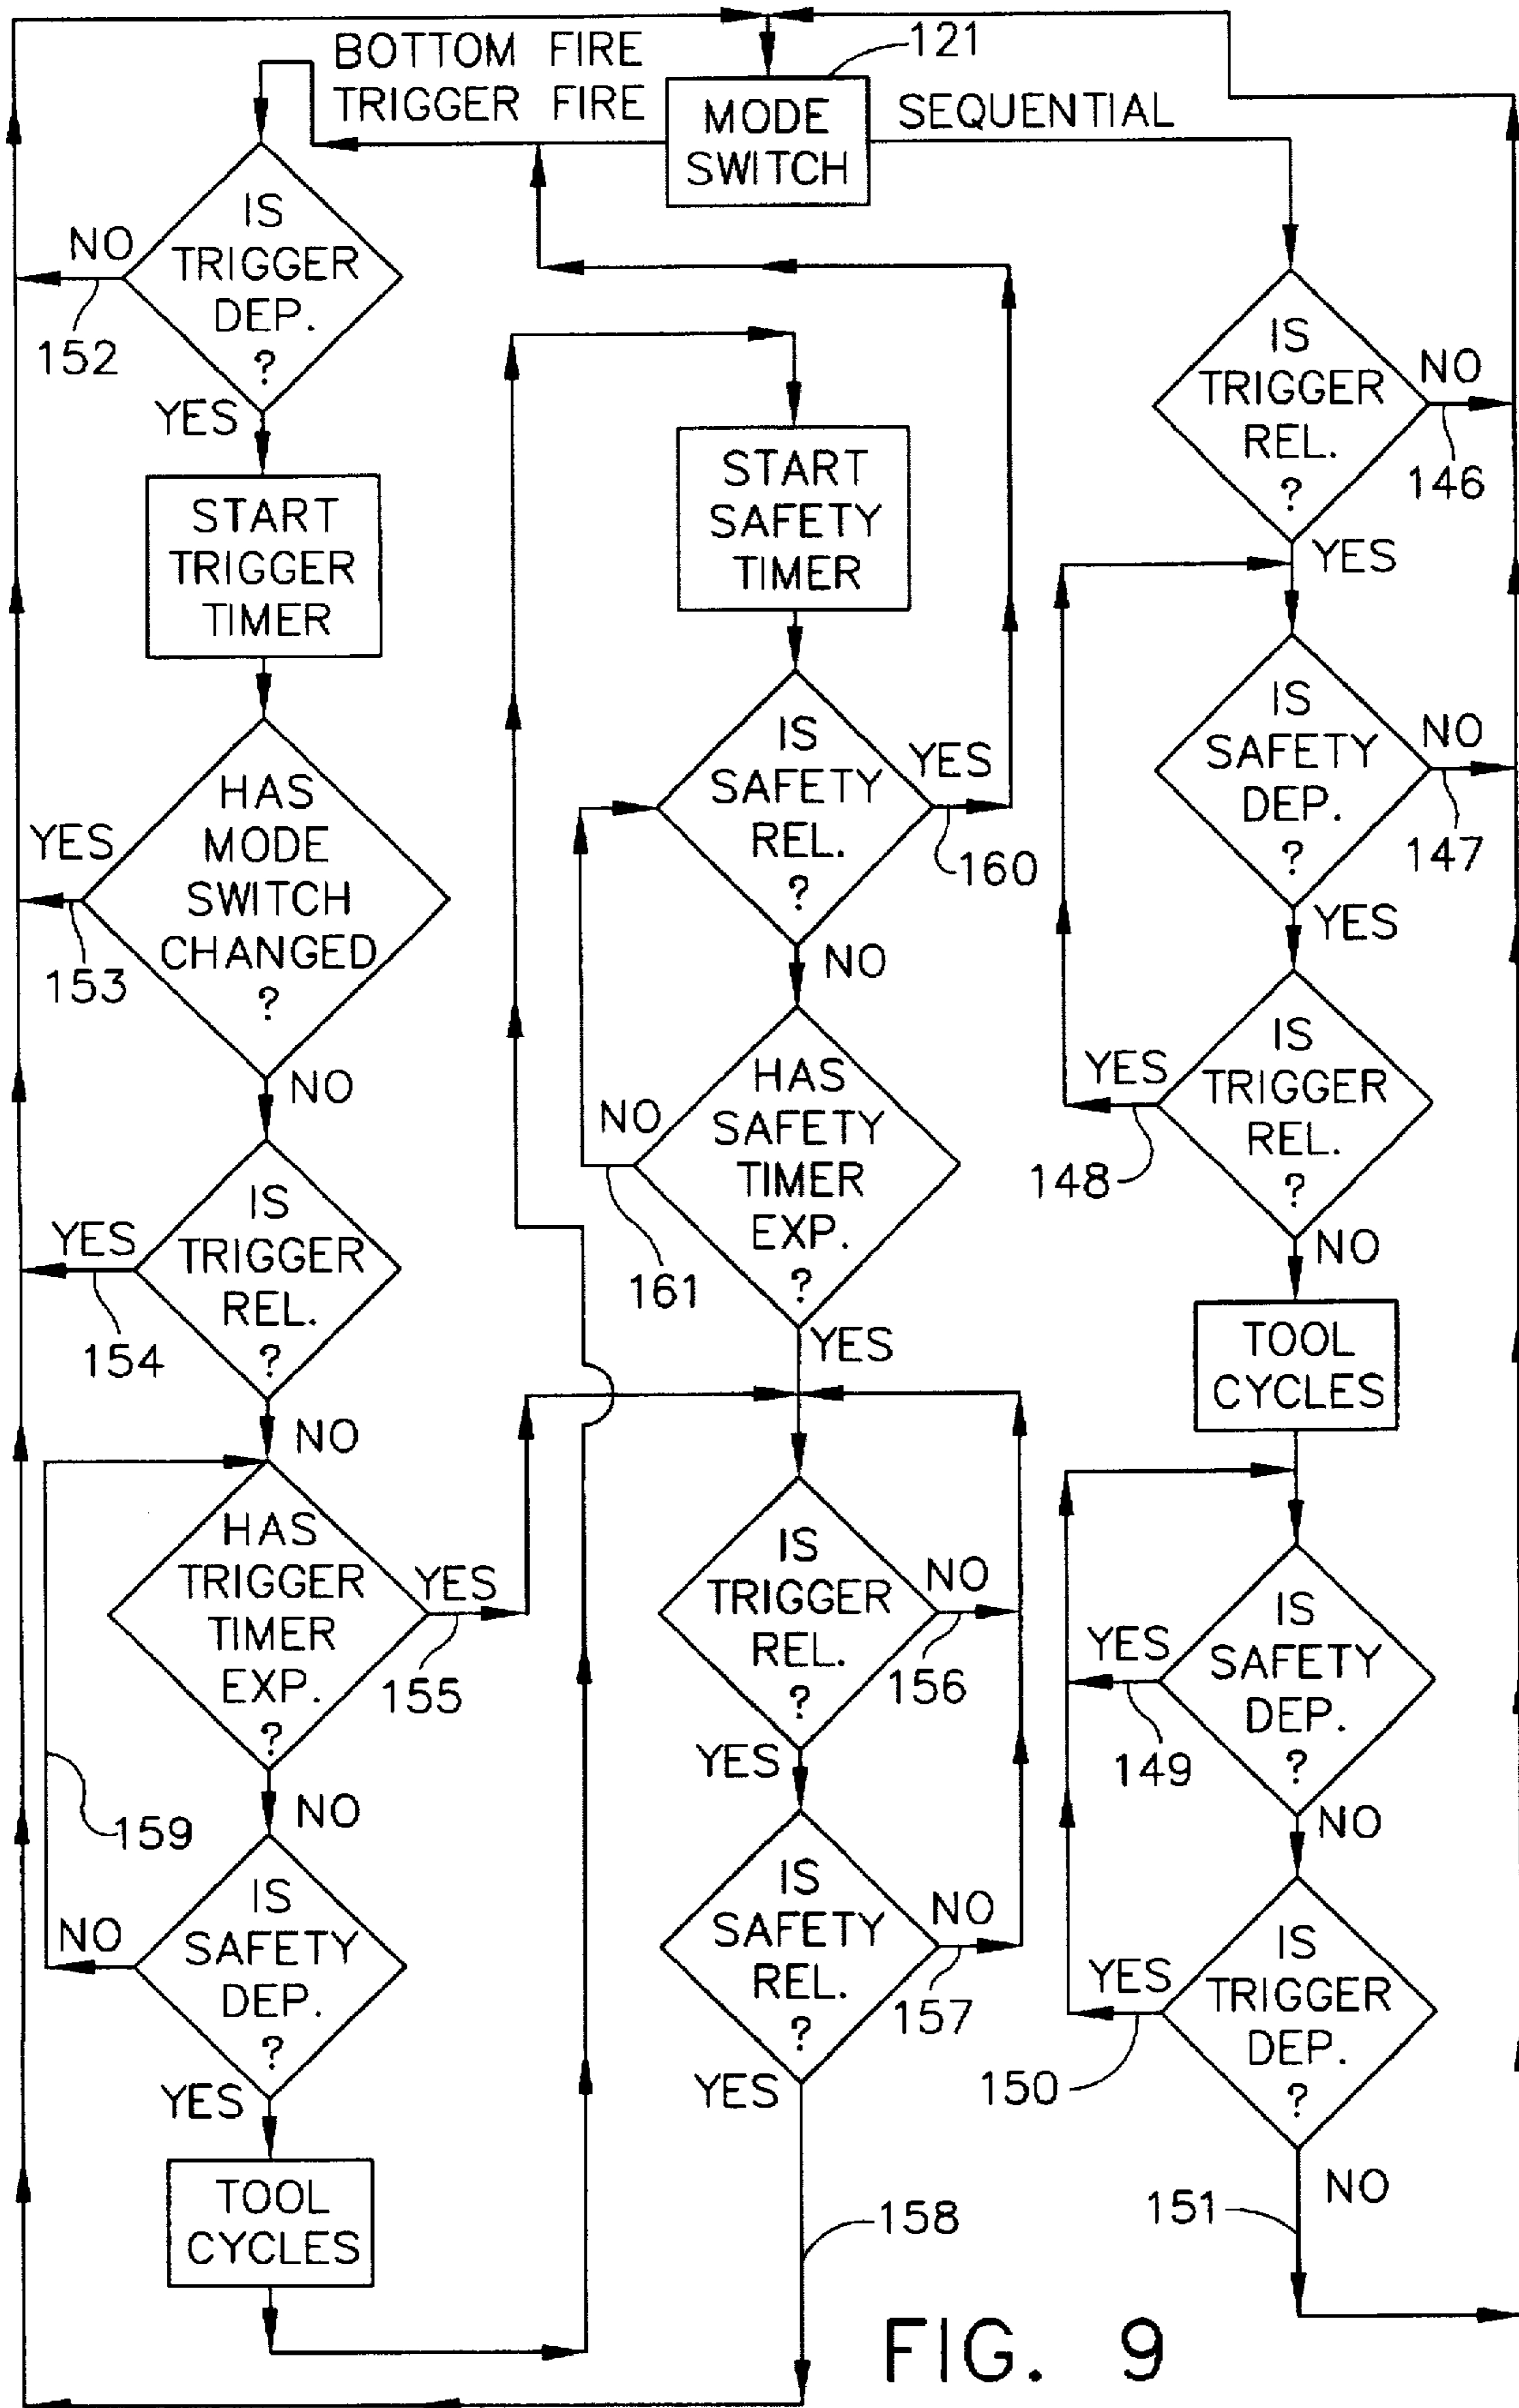 BOTTOM FIRE
TRIGGER FIRE
121
MODE
SWITCH
SEQUENTIAL
IS
TRIGGER
DEP.
?
NO
152
YES
START
TRIGGER
TIMER
HAS
MODE
SWITCH
CHANGED
?
YES
153
NO
IS
TRIGGER
REL.
?
YES
154
NO
HAS
TRIGGER
TIMER
EXP.
?
YES
155
NO
159
IS
SAFETY
DEP.
?
NO
YES
TOOL
CYCLES
START
SAFETY
TIMER
IS
SAFETY
REL.
?
YES
160
NO
HAS
SAFETY
TIMER
EXP.
?
NO
161
YES
IS
TRIGGER
REL.
?
NO
156
YES
IS
SAFETY
REL.
?
NO
157
YES
158
IS
TRIGGER
REL.
?
NO
146
YES
IS
SAFETY
DEP.
?
NO
147
YES
IS
TRIGGER
REL.
?
YES
148
NO
TOOL
CYCLES
IS
SAFETY
DEP.
?
YES
149
NO
IS
TRIGGER
DEP.
?
YES
150
NO
151
FIG. 9